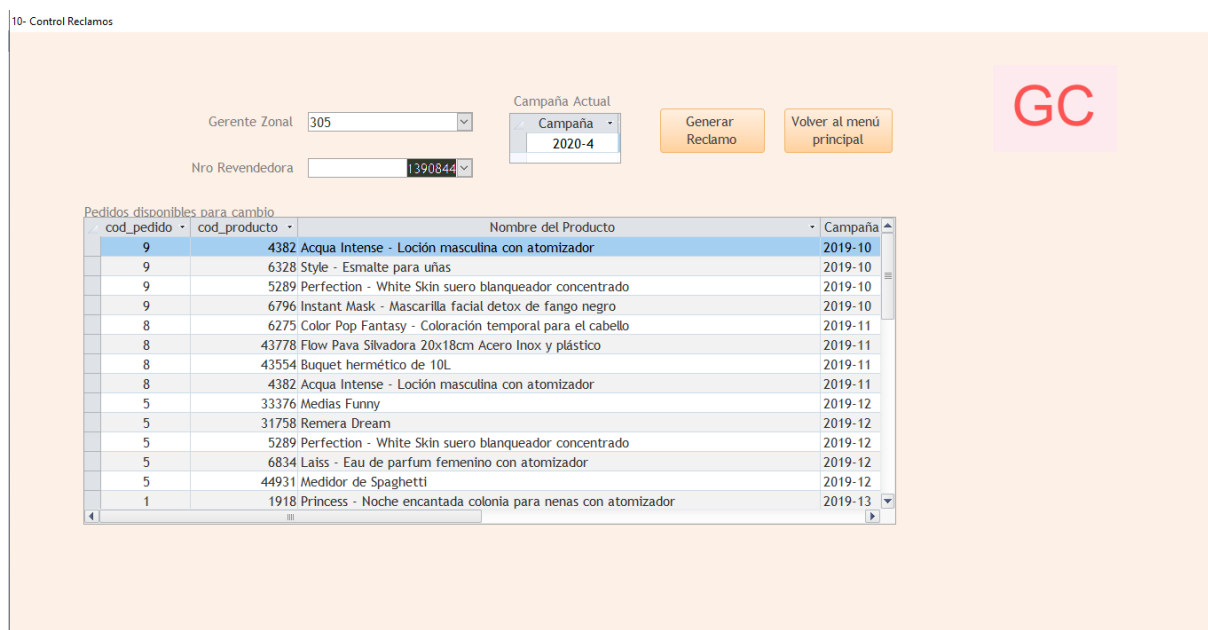 10- Control Reclamos
GC
Campaña Actual
Gerente Zonal 305
Campaña
2020-4
Generar Reclamo
Volver al menú principal
Nro Revendedora 1390844
Pedidos disponibles para cambio
cod_pedido cod_producto Nombre del Producto Campaña
9 4382 Acqua Intense - Loción masculina con atomizador 2019-10
9 6328 Style - Esmalte para uñas 2019-10
9 5289 Perfection - White Skin suero blanqueador concentrado 2019-10
9 6796 Instant Mask - Mascarilla facial detox de fango negro 2019-10
8 6275 Color Pop Fantasy - Coloración temporal para el cabello 2019-11
8 43778 Flow Pava Silvadora 20x18cm Acero Inox y plástico 2019-11
8 43554 Buquet hermético de 10L 2019-11
8 4382 Acqua Intense - Loción masculina con atomizador 2019-11
5 33376 Medias Funny 2019-12
5 31758 Remera Dream 2019-12
5 5289 Perfection - White Skin suero blanqueador concentrado 2019-12
5 6834 Laiss - Eau de parfum femenino con atomizador 2019-12
5 44931 Medidor de Spaghetti 2019-12
1 1918 Princess - Noche encantada colonia para nenas con atomizador 2019-13